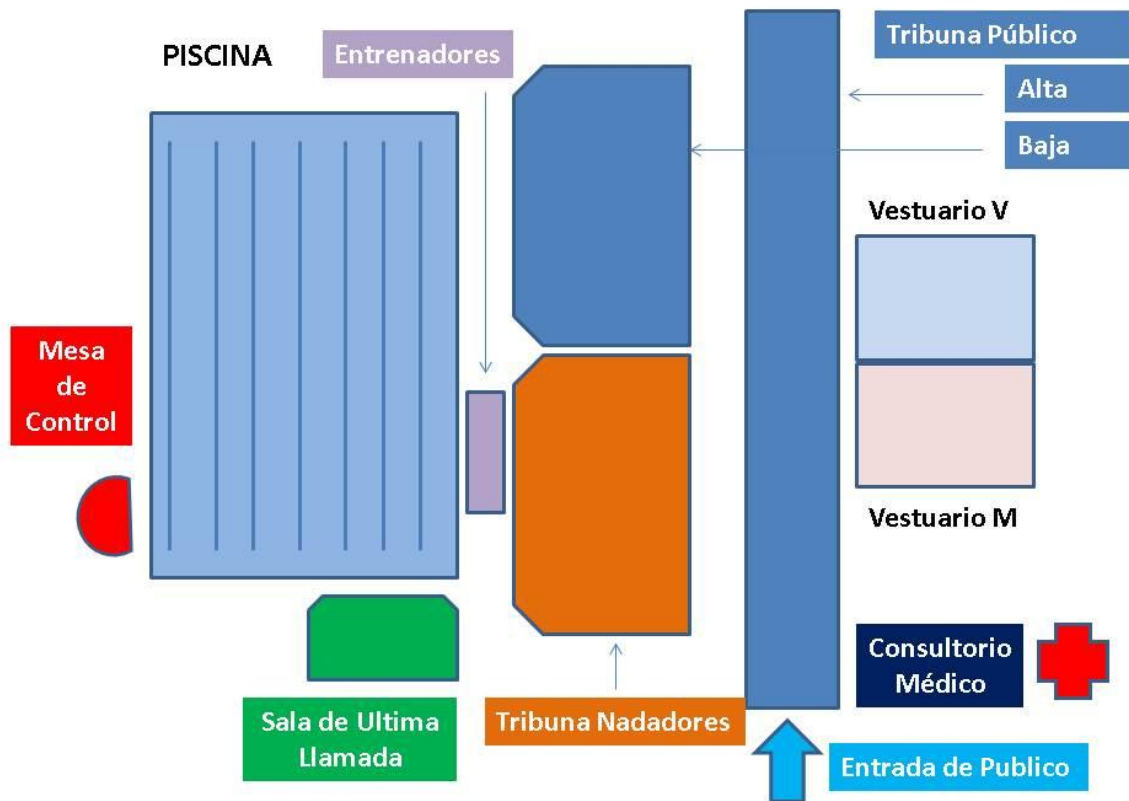 PISCINA
Entrenadores
Tribuna Público
Alta
Baja
Vestuario V
Mesa
de
Control
Vestuario M
Consultorio
Médico
Sala de Ultima
Llamada
Tribuna Nadadores
Entrada de Publico